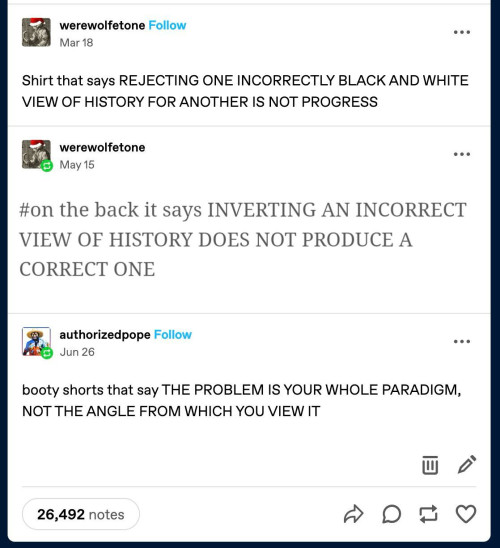 werewolfetone Follow
Mar 18
Shirt that says REJECTING ONE INCORRECTLY BLACK AND WHITE
VIEW OF HISTORY FOR ANOTHER IS NOT PROGRESS
werewolfetone
May 15
#on the back it says INVERTING AN INCORRECT
VIEW OF HISTORY DOES NOT PRODUCE A
CORRECT ONE
authorizedpope Follow
Jun 26
booty shorts that say THE PROBLEM IS YOUR WHOLE PARADIGM,
NOT THE ANGLE FROM WHICH YOU VIEW IT
26,492 notes